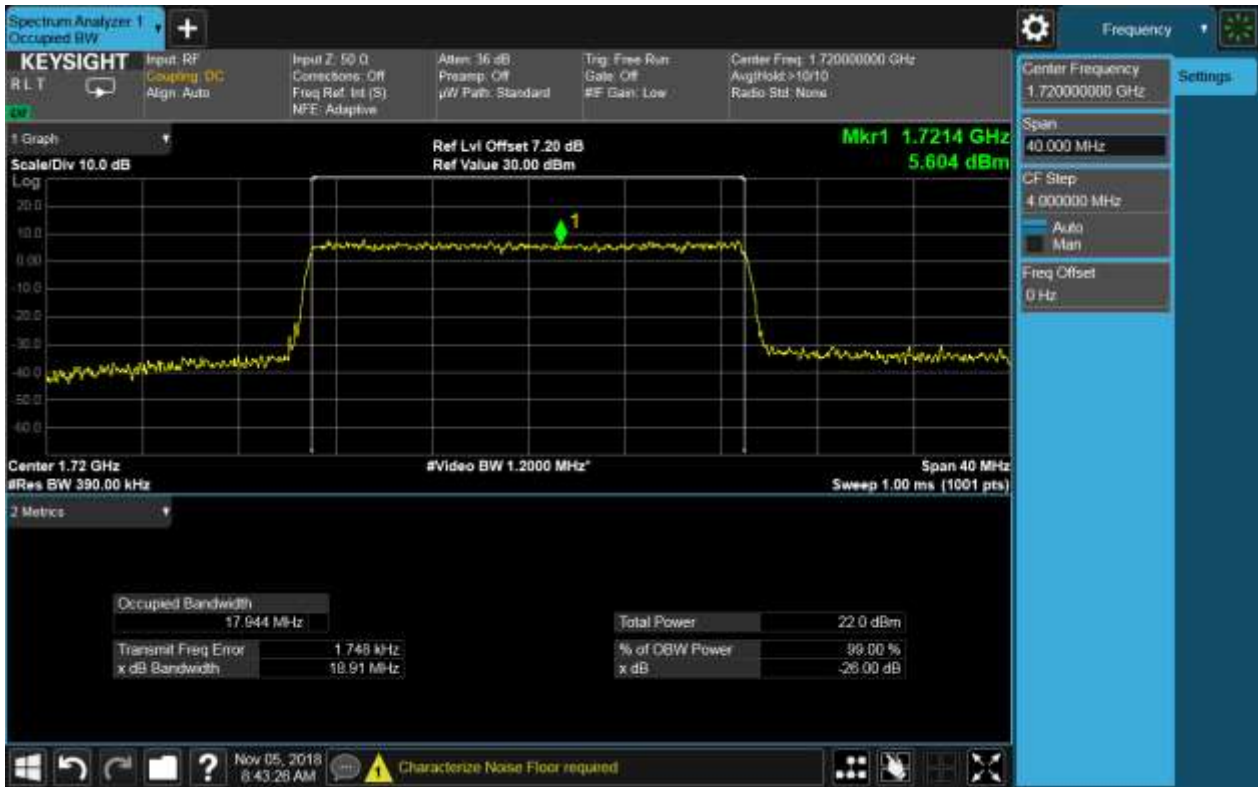 Spectrum Analyzer 1
Occupied BW
+
Frequency
KEYSIGHT
R L T
Input: RF
Coupling: DC
Align: Auto
Input Z: 50 Ω
Corrections: Off
Freq Ref: Int (S)
NFE: Adaptive
Atten: 36 dB
Preamp: Off
µW Path: Standard
Trig: Free Run
Gate: Off
#IF Gain: Low
Center Freq: 1.720000000 GHz
Avg|Hold:>10/10
Radio Std: None
Center Frequency
1.720000000 GHz
Settings
Span
40.000 MHz
CF Step
4.000000 MHz
Auto
Man
Freq Offset
0 Hz
1 Graph
Scale/Div 10.0 dB
Ref Lvl Offset 7.20 dB
Ref Value 30.00 dBm
Mkr1 1.7214 GHz
5.604 dBm
Log
20.0
10.0
0.00
-10.0
-20.0
-30.0
-40.0
-50.0
-60.0
1
Center 1.72 GHz
#Res BW 390.00 kHz
#Video BW 1.2000 MHz*
Span 40 MHz
Sweep 1.00 ms (1001 pts)
2 Metrics
Occupied Bandwidth
17.944 MHz
Transmit Freq Error 1.748 kHz
x dB Bandwidth 18.91 MHz
Total Power 22.0 dBm
% of OBW Power 99.00 %
x dB -26.00 dB
?
Nov 05, 2018
8:43:26 AM
1
Characterize Noise Floor required